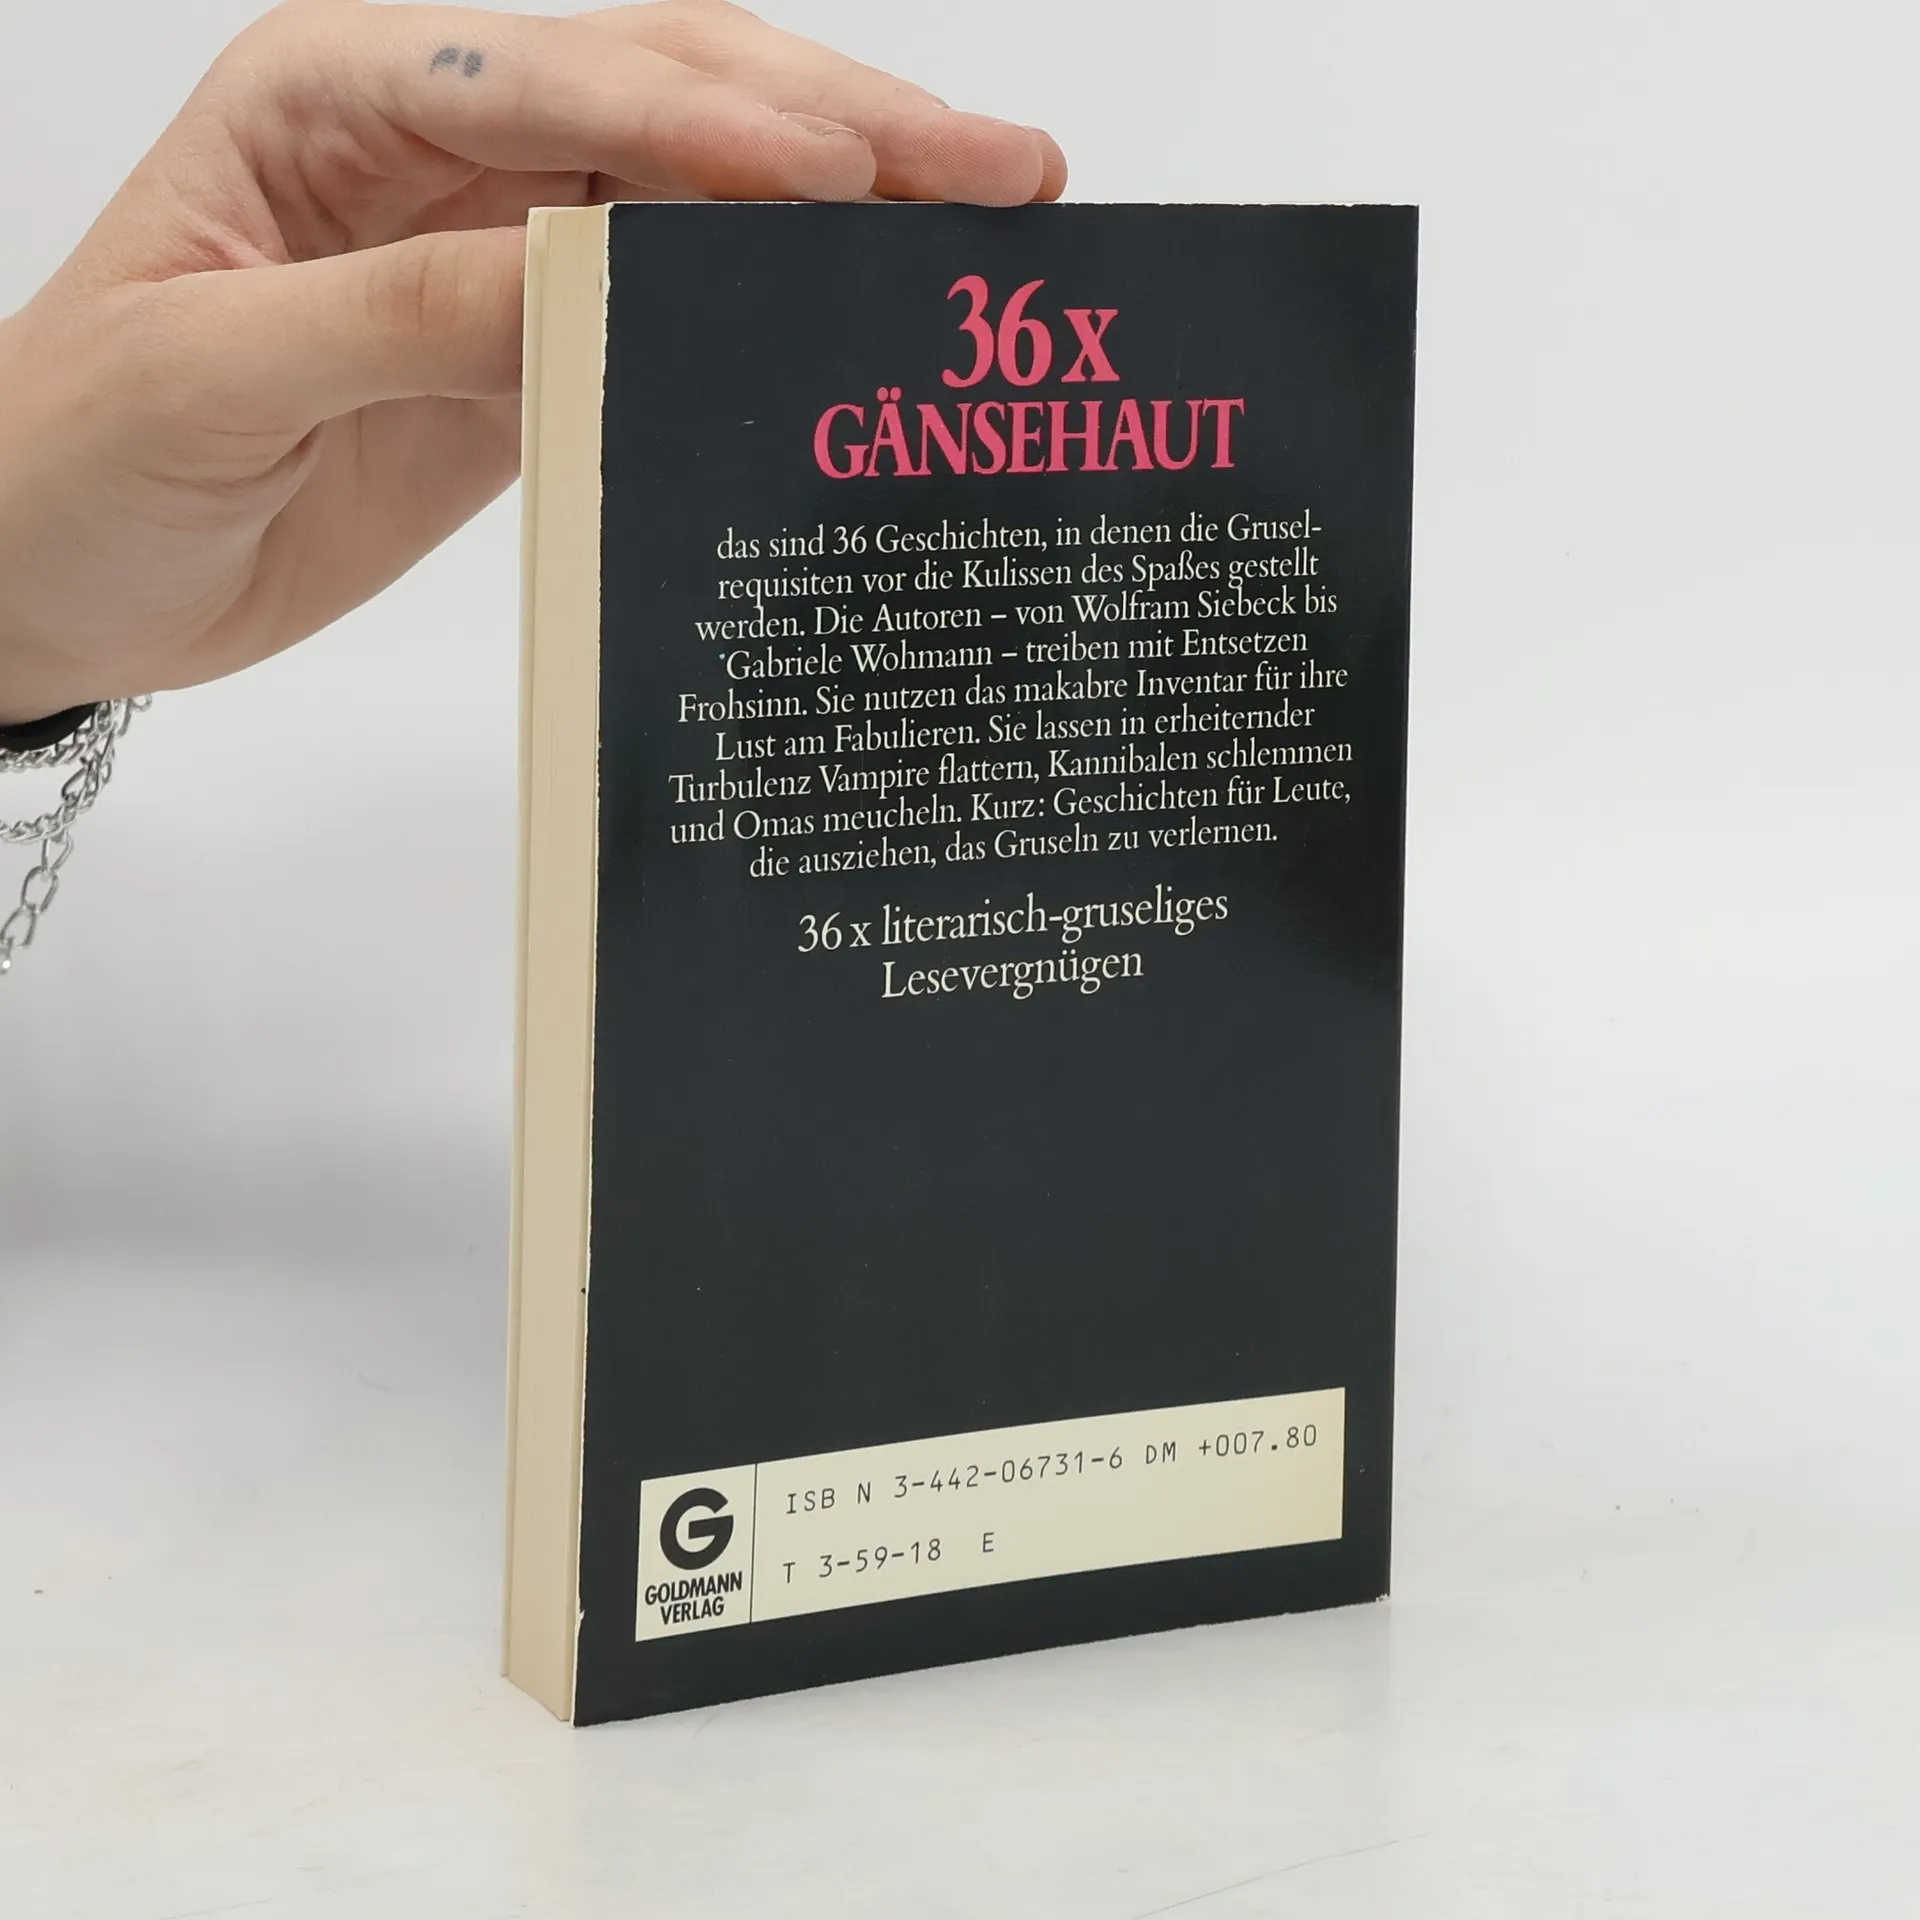 36 x
GÄNSEHAUT
das sind 36 Geschichten, in denen die Grusel-
requisiten vor die Kulissen des Spaßes gestellt
werden. Die Autoren – von Wolfram Siebeck bis
Gabriele Wohmann – treiben mit Entsetzen
Frohsinn. Sie nutzen das makabre Inventar für ihre
Lust am Fabulieren. Sie lassen in erheiternder
Turbulenz Vampire flattern, Kannibalen schlemmen
und Omas meucheln. Kurz: Geschichten für Leute,
die ausziehen, das Gruseln zu verlernen.
36 x literarisch-gruseliges
Lesevergnügen
ISB N 3-442-06731-6 DM +007.80
T 3-59-18 E
G
GOLDMANN
VERLAG